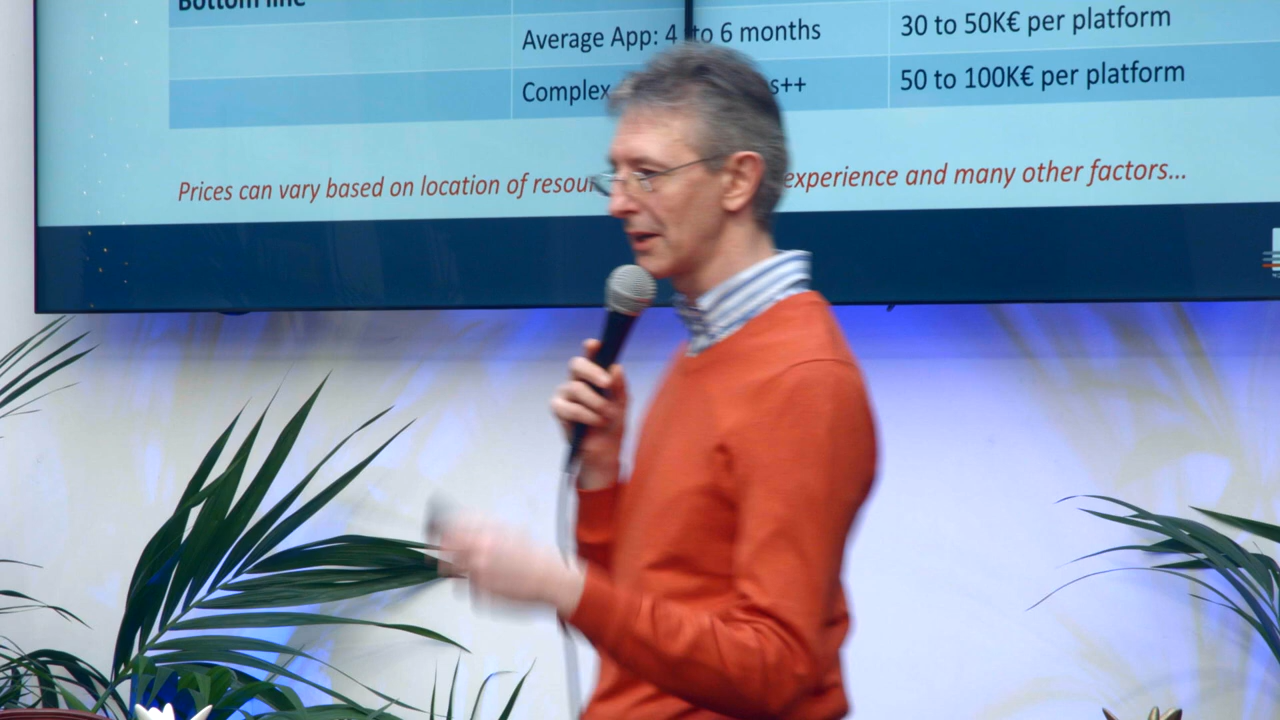 Bottom line
Average App: 4 to 6 months
30 to 50K€ per platform
Complex s++
50 to 100K€ per platform
Prices can vary based on location of resou experience and many other factors...